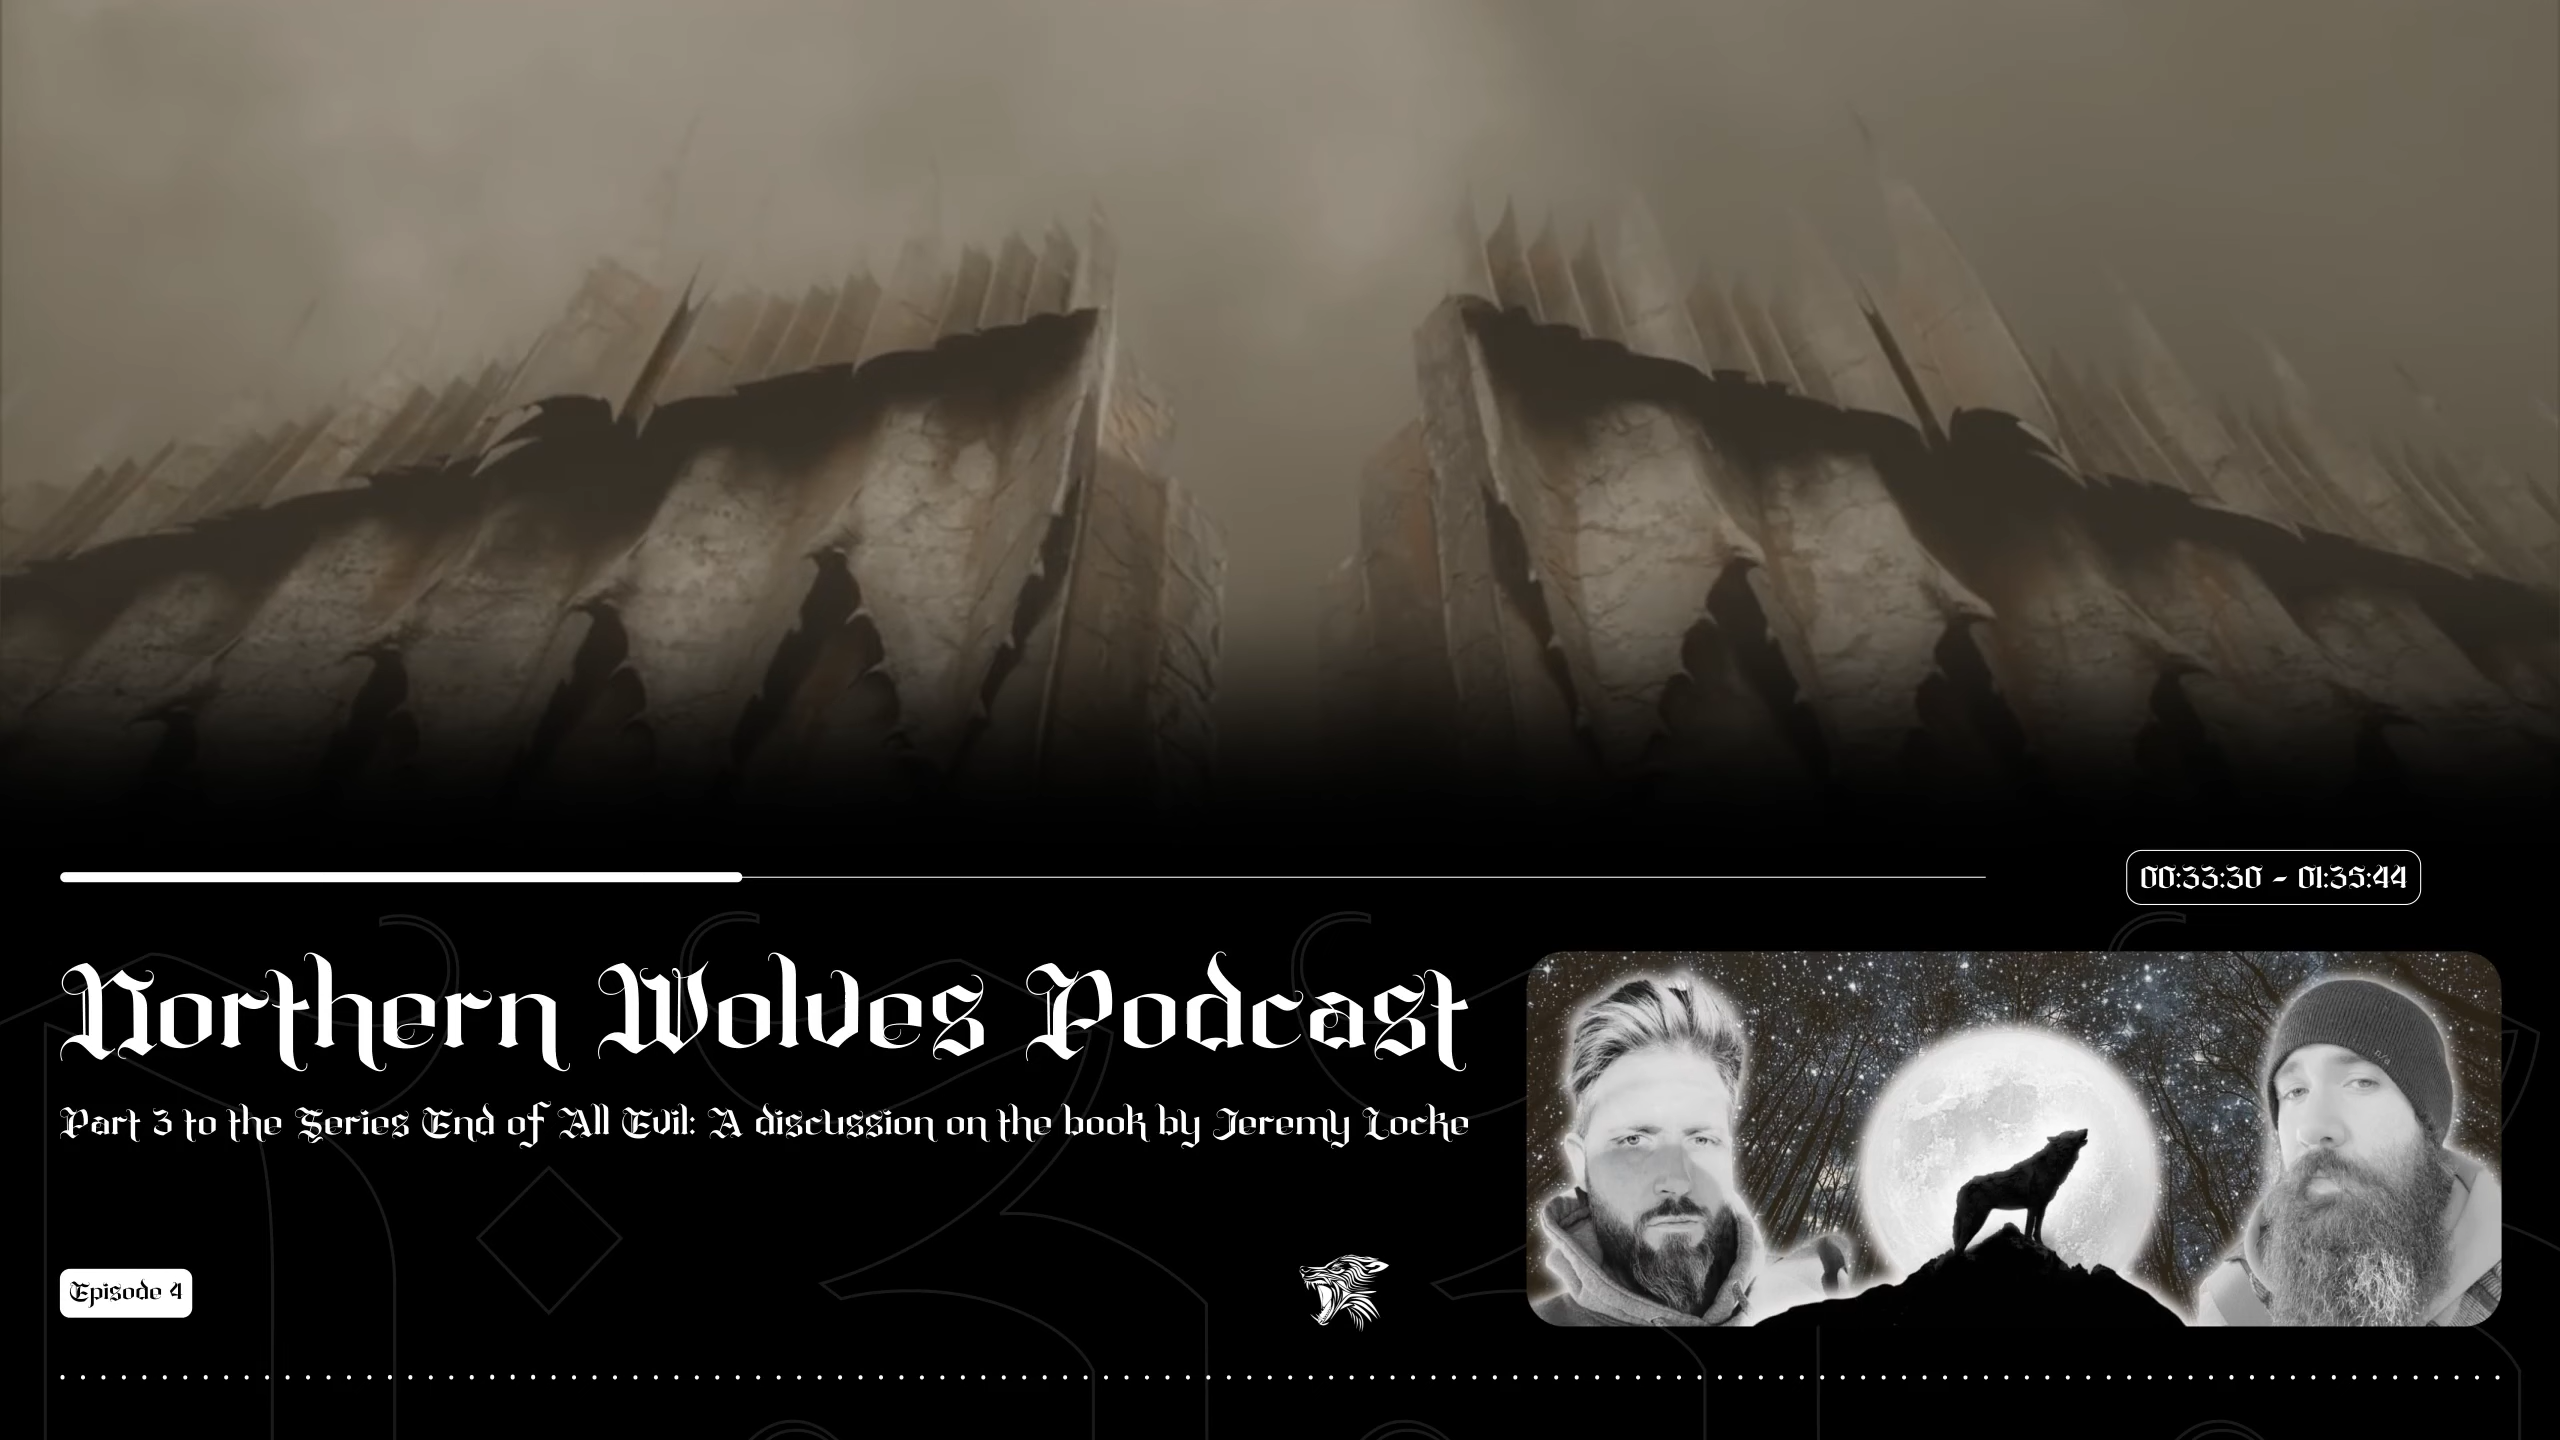 00:33:30 - 01:35:44
Northern Wolves Podcast
Part 3 to the Series End of All Evil: A discussion on the book by Jeremy Locke
Episode 4